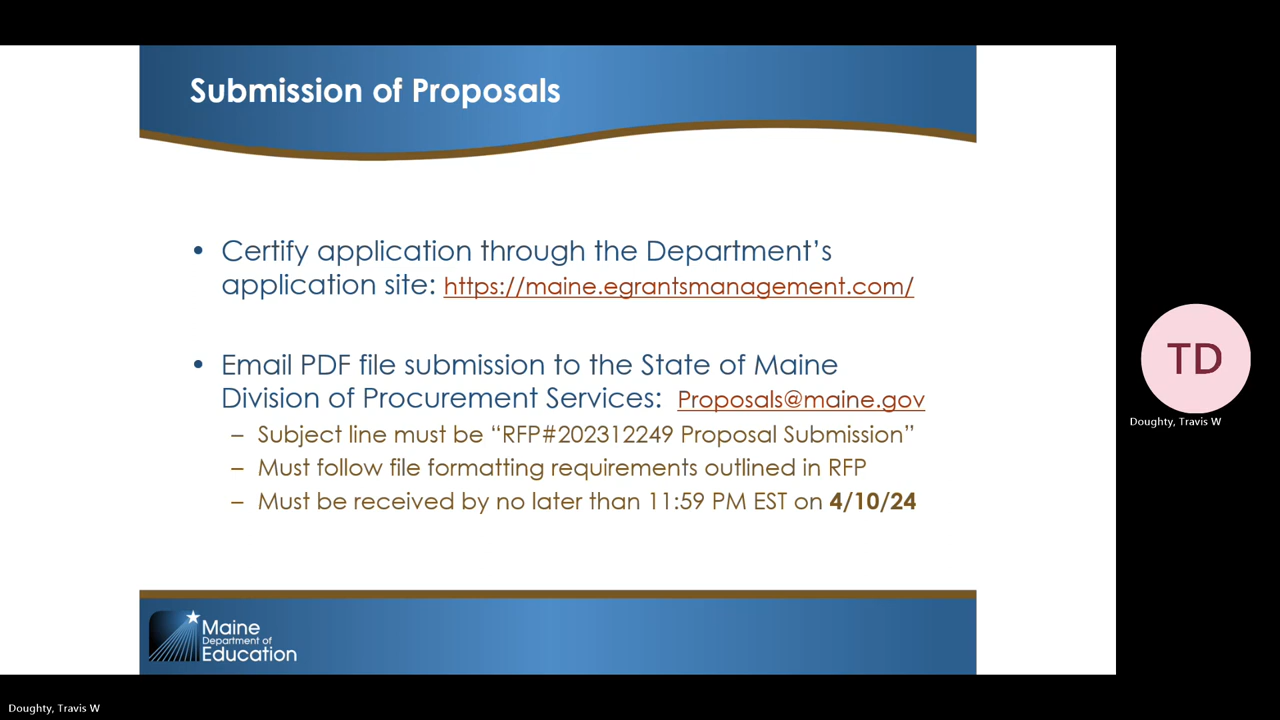 Submission of Proposals
• Certify application through the Department’s
application site: https://maine.egrantsmanagement.com/
• Email PDF file submission to the State of Maine
Division of Procurement Services: Proposals@maine.gov
– Subject line must be “RFP#202312249 Proposal Submission”
– Must follow file formatting requirements outlined in RFP
– Must be received by no later than 11:59 PM EST on 4/10/24
TD
Doughty, Travis W
Maine
Department of
Education
Doughty, Travis W